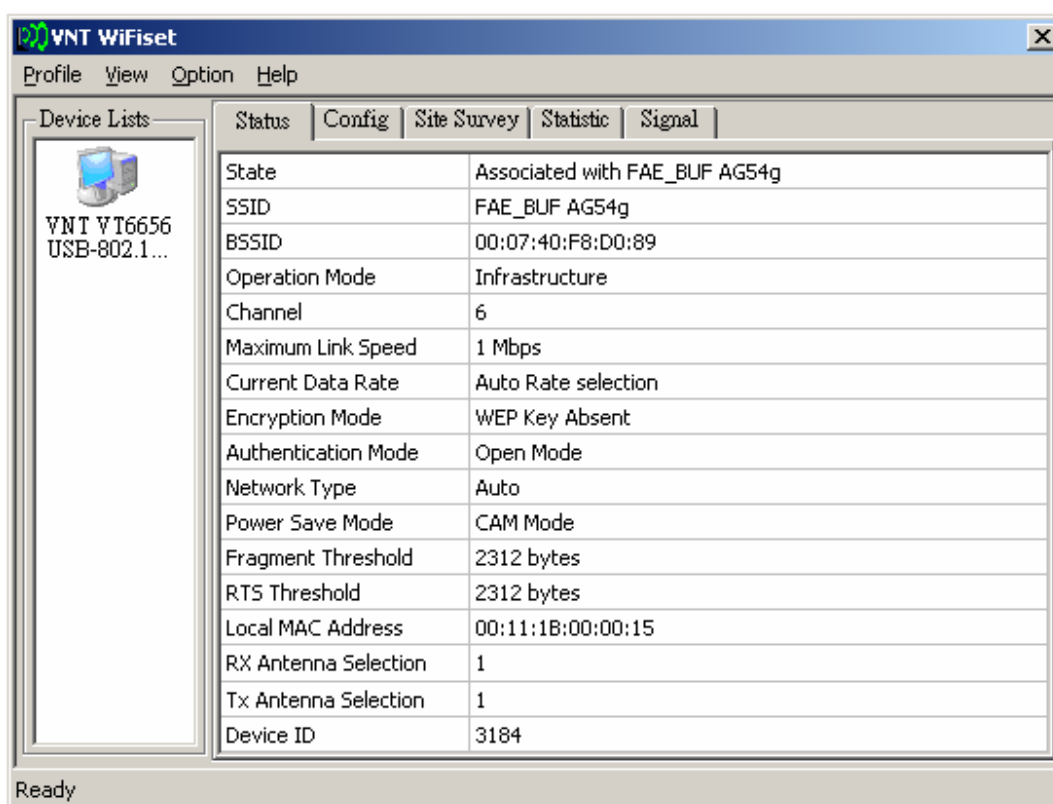 VNT WiFiset
Profile View Option Help
Device Lists
VNT VT6656
USB-802.1...
Status Config Site Survey Statistic Signal
State Associated with FAE_BUF AG54g
SSID FAE_BUF AG54g
BSSID 00:07:40:F8:D0:89
Operation Mode Infrastructure
Channel 6
Maximum Link Speed 1 Mbps
Current Data Rate Auto Rate selection
Encryption Mode WEP Key Absent
Authentication Mode Open Mode
Network Type Auto
Power Save Mode CAM Mode
Fragment Threshold 2312 bytes
RTS Threshold 2312 bytes
Local MAC Address 00:11:1B:00:00:15
RX Antenna Selection 1
Tx Antenna Selection 1
Device ID 3184
Ready